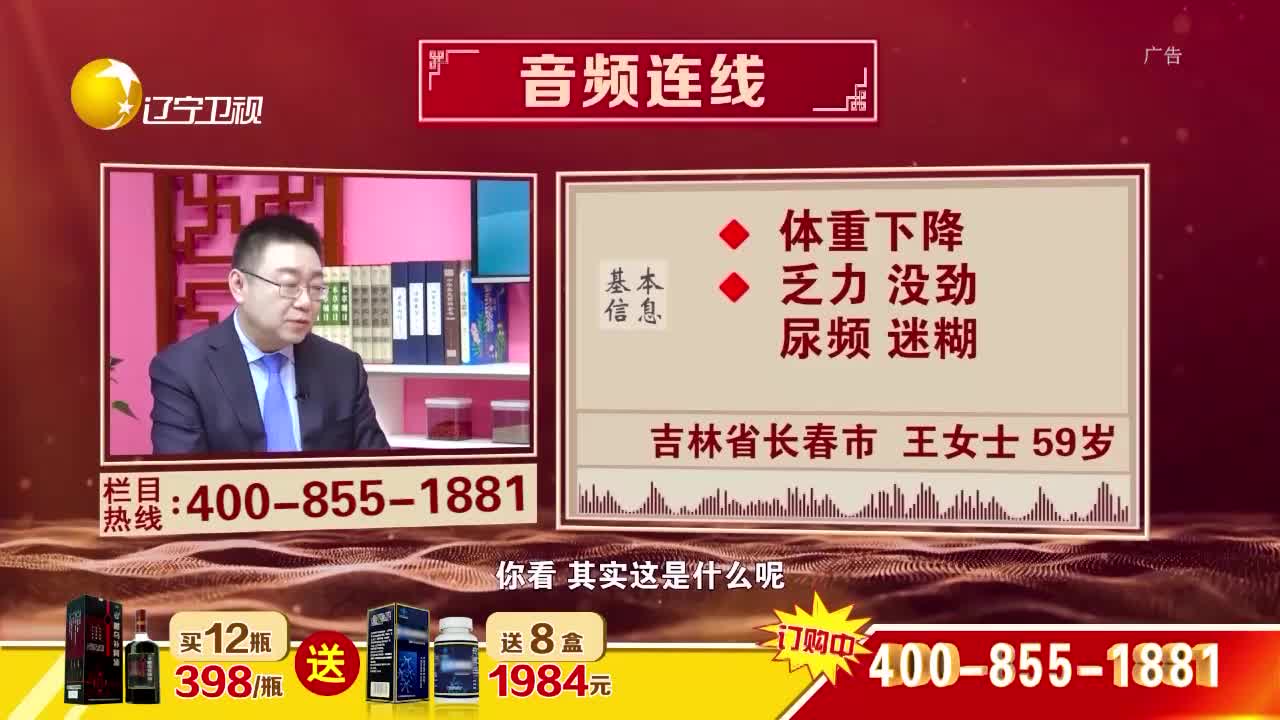 音频连线
广告
辽宁卫视
体重下降
乏力 没劲
尿频 迷糊
基本
信息
吉林省长春市 王女士 59岁
栏目
热线:400-855-1881
你看 其实这是什么呢
买12瓶
398/瓶
送
送8盒
1984元
订购中
400-855-1881